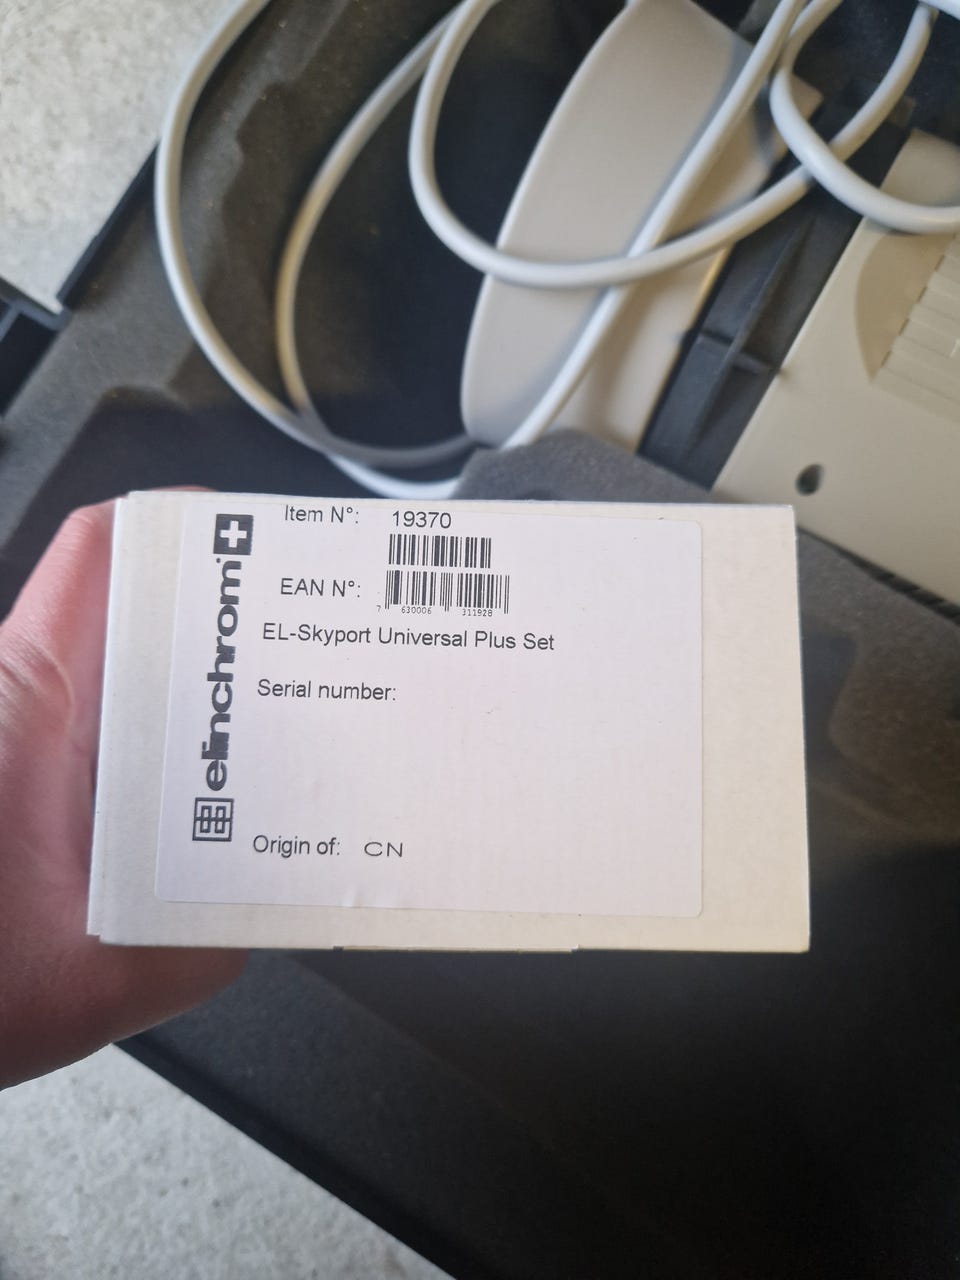 Item N°: 19370
EAN N°:
7 630006 311928
EL-Skyport Universal Plus Set
Serial number:
Origin of: CN
elinchrom